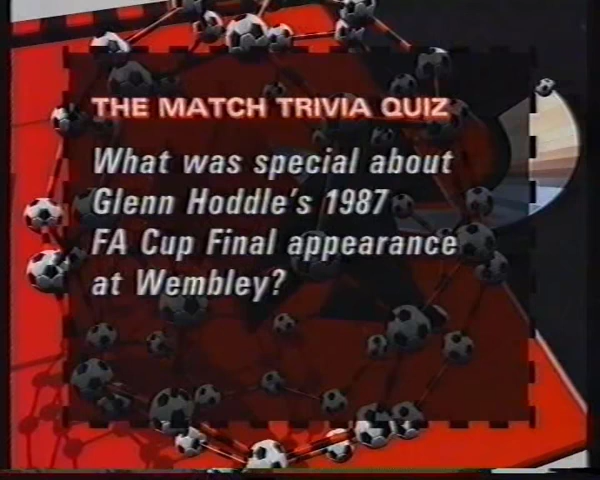 THE MATCH TRIVIA QUIZ
What was special about
Glenn Hoddle's 1987
FA Cup Final appearance
at Wembley?